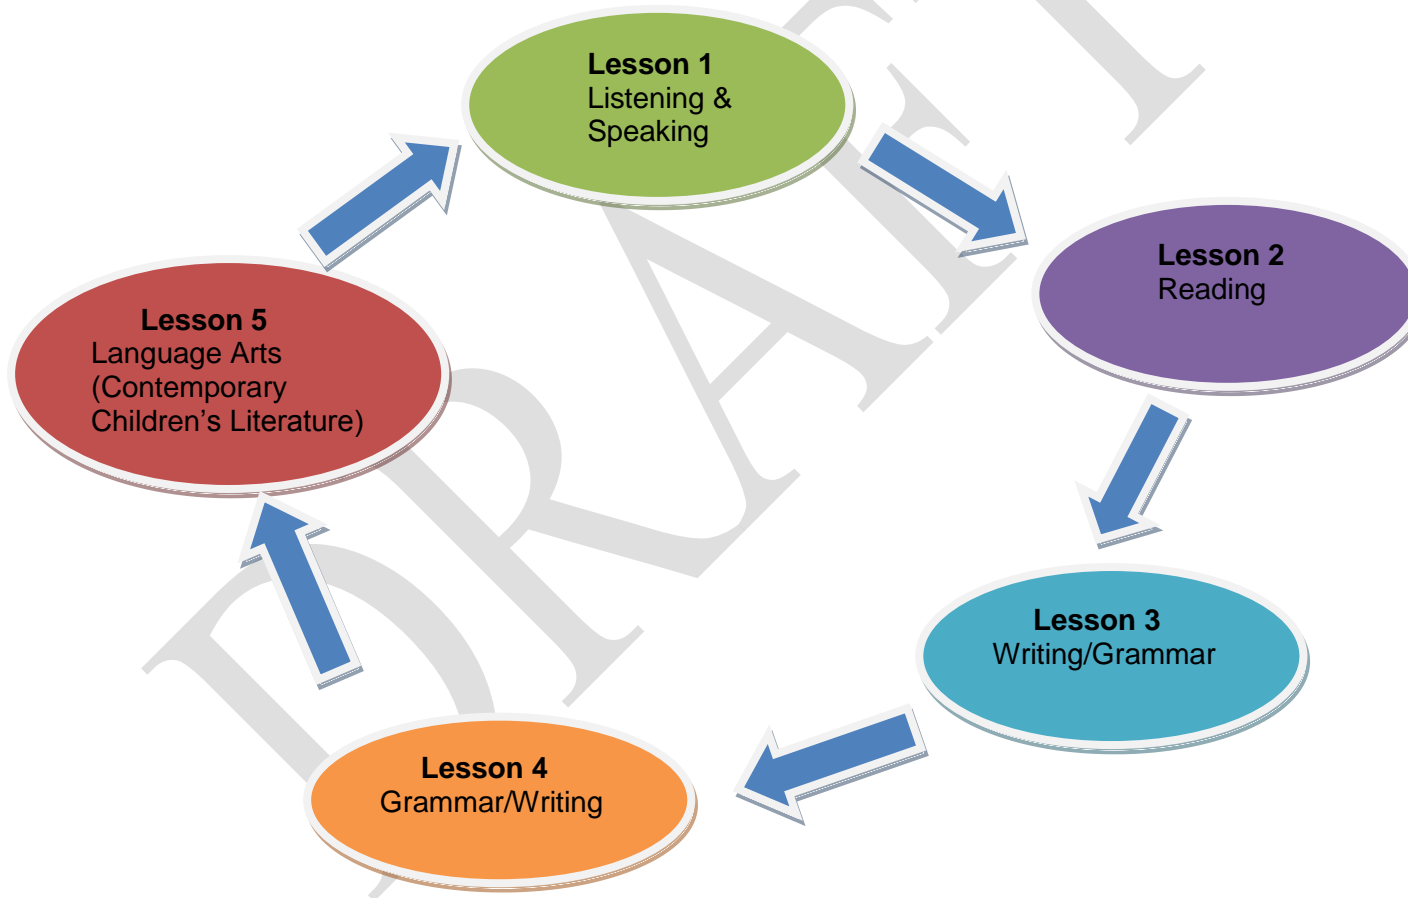 Lesson 1
Listening &
Speaking
Lesson 2
Reading
Lesson 3
Writing/Grammar
Lesson 4
Grammar/Writing
Lesson 5
Language Arts
(Contemporary
Children’s Literature)
DRAFT